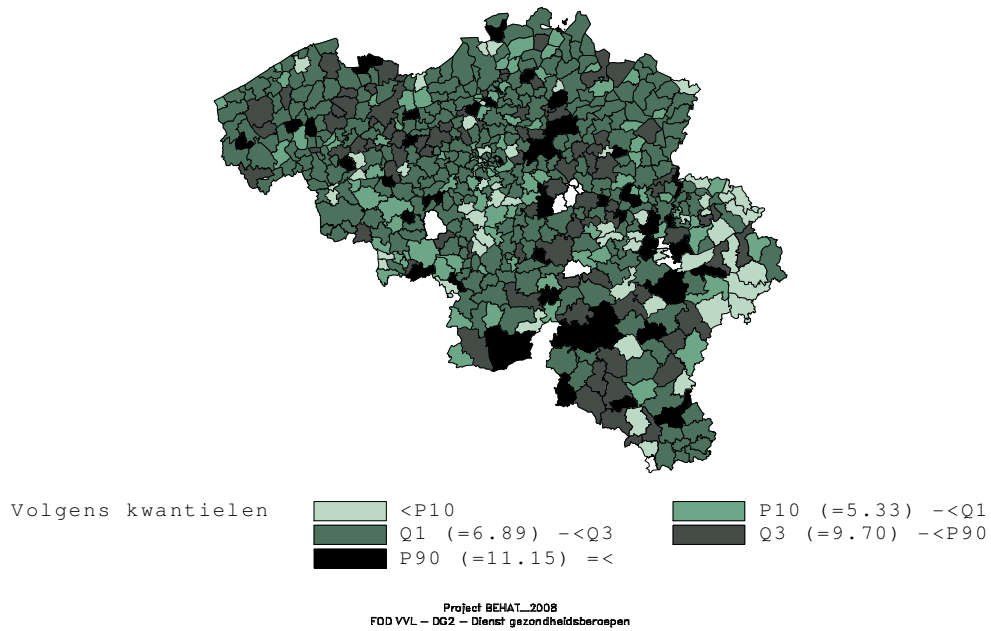 Volgens kwantielen <P10 P10 (=5.33) -<Q1
Q1 (=6.89) -<Q3 Q3 (=9.70) -<P90
P90 (=11.15) =<
Project BEHAT_2008
FOD VVL - DG2 - Dienst gezondheidsberoepen